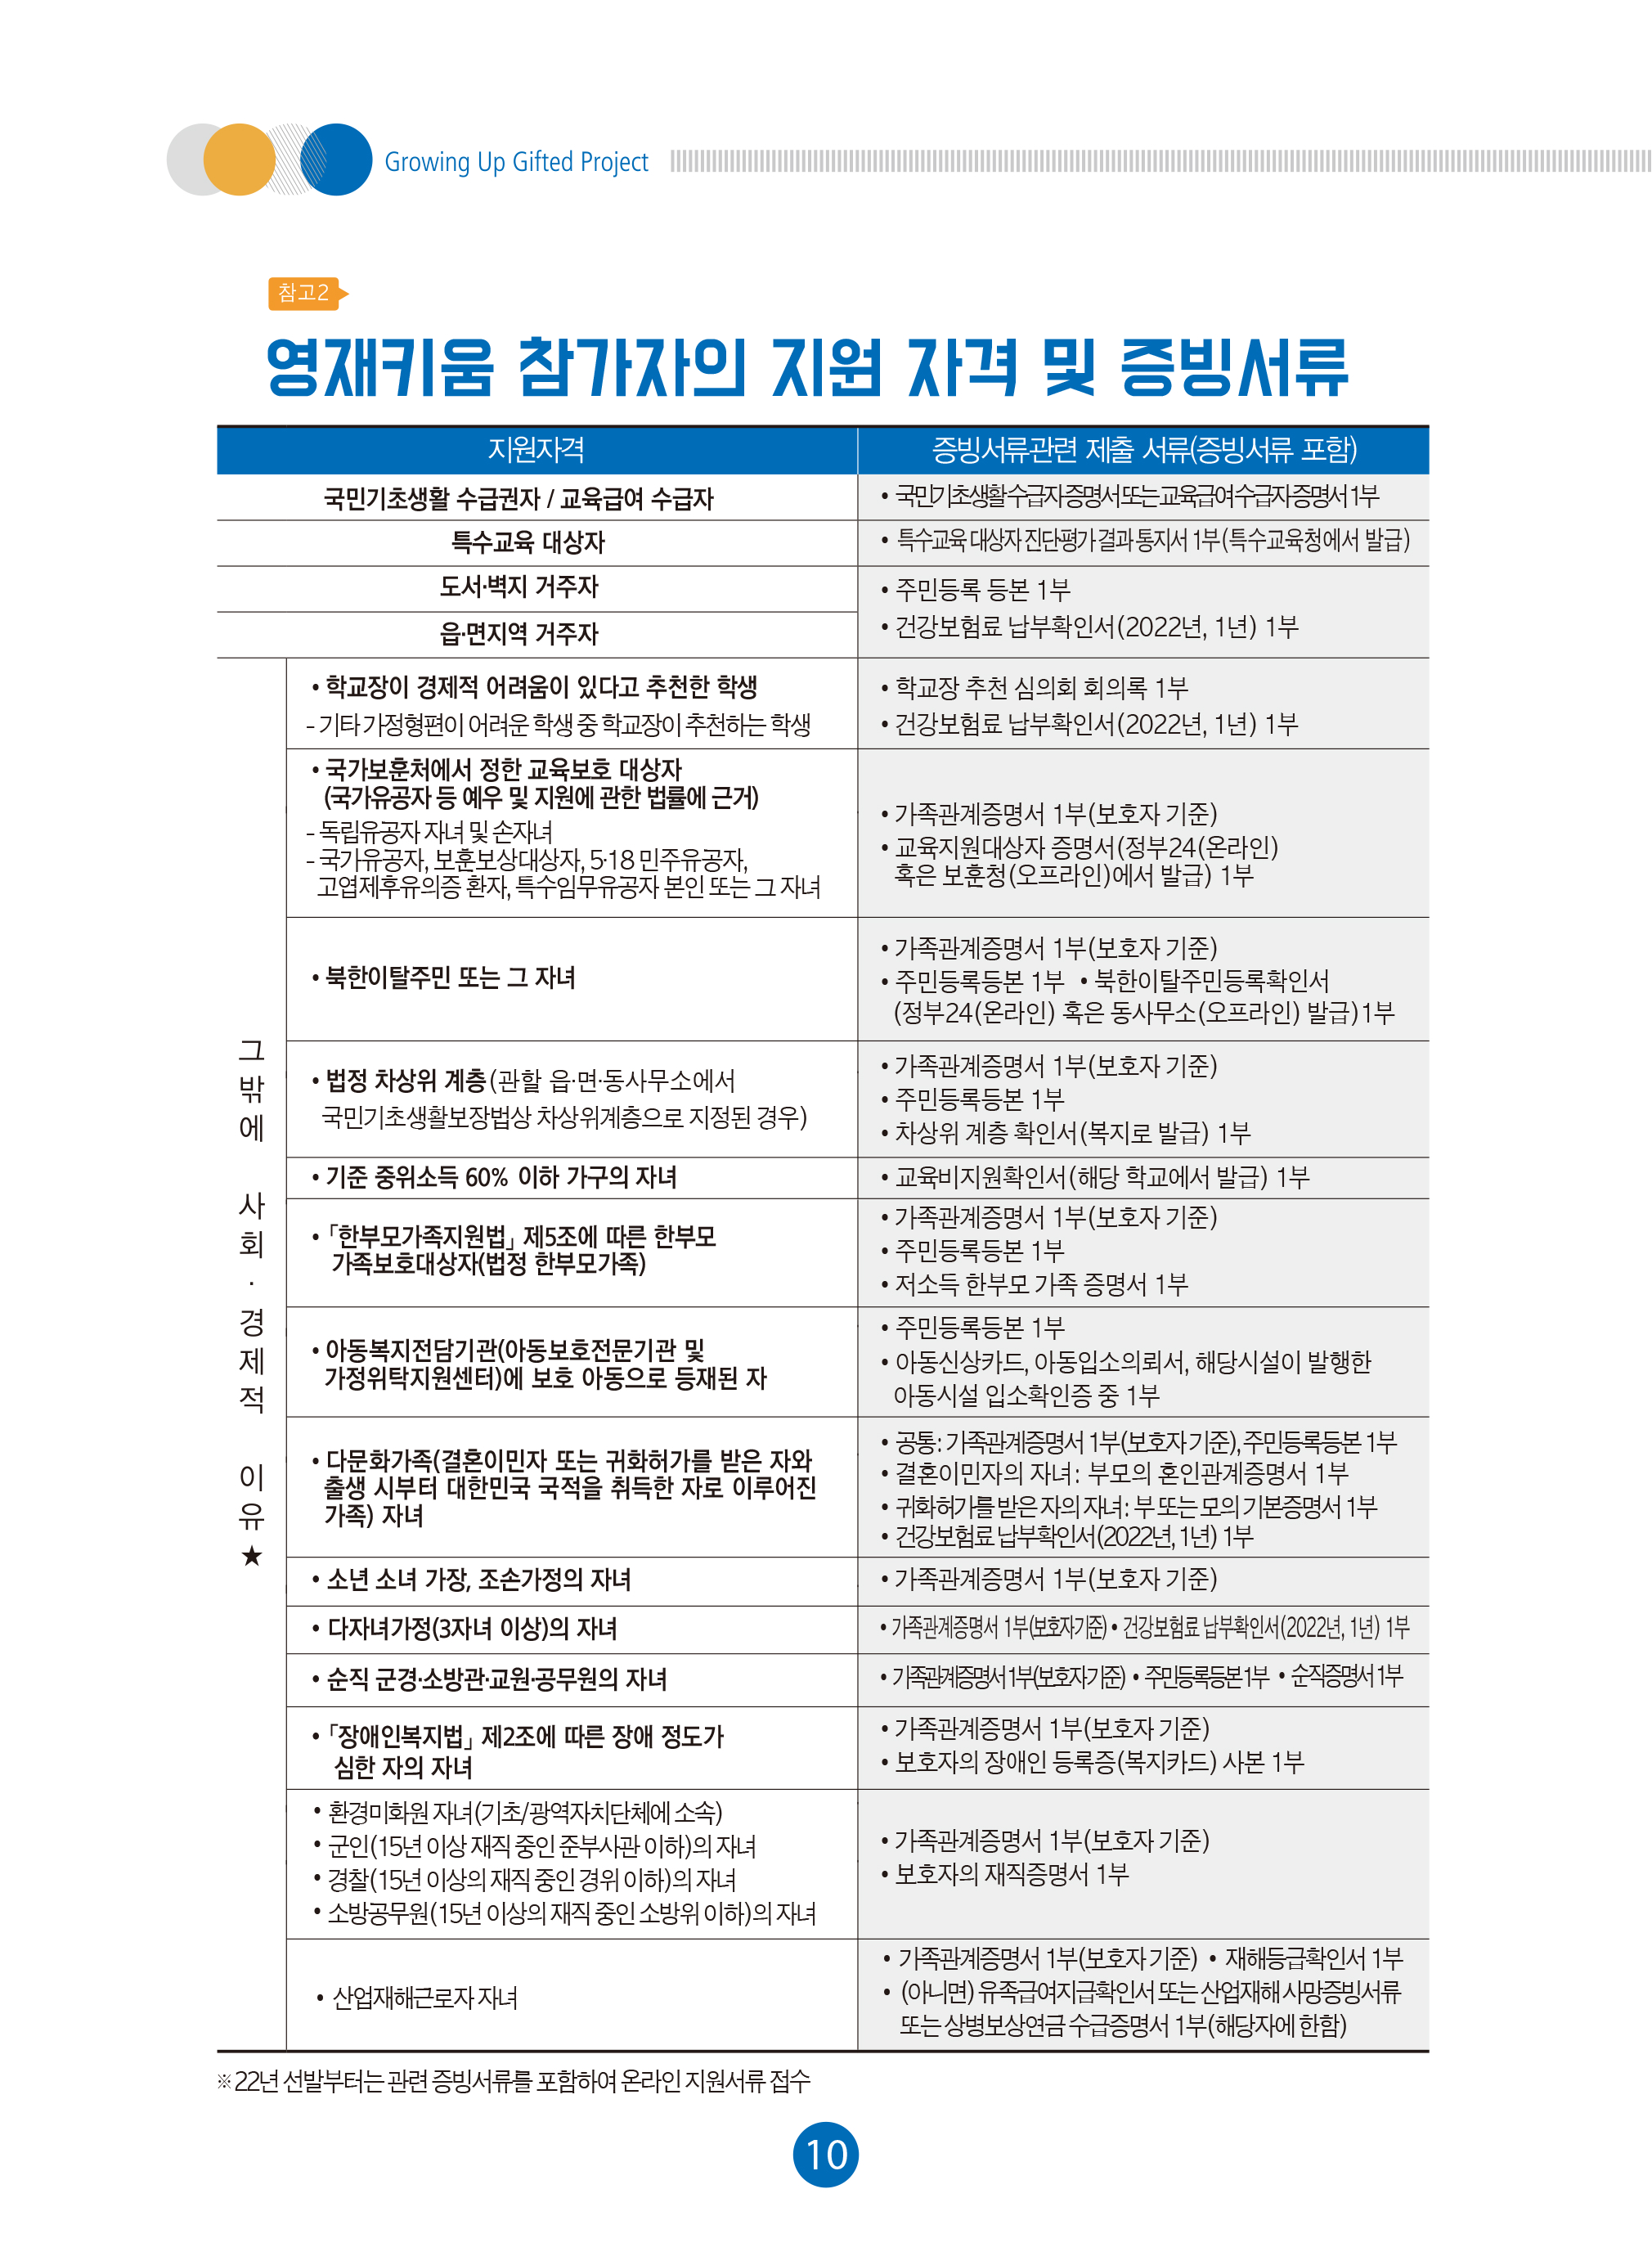 Growing Up Gifted Project
참고2
영재키움 참가자의 지원 자격 및 증빙서류
지원자격
증빙서류관련 제출 서류(증빙서류 포함)
국민기초생활 수급권자 / 교육급여 수급자
• 국민기초생활수급자증명서또는교육급여수급자증명서1부
특수교육 대상자
• 특수교육 대상자 진단평가 결과 통지서 1부(특수교육청에서 발급)
도서·벽지 거주자
읍·면지역 거주자
• 주민등록 등본 1부
• 건강보험료 납부확인서(2022년, 1년) 1부
그밖에 사회·경제적 이유★
• 학교장이 경제적 어려움이 있다고 추천한 학생
- 기타 가정형편이 어려운 학생 중 학교장이 추천하는 학생
• 학교장 추천 심의회 회의록 1부
• 건강보험료 납부확인서(2022년, 1년) 1부
• 국가보훈처에서 정한 교육보호 대상자
(국가유공자 등 예우 및 지원에 관한 법률에 근거)
- 독립유공자 자녀 및 손자녀
- 국가유공자, 보훈보상대상자, 5·18 민주유공자,
고엽제후유의증 환자, 특수임무유공자 본인 또는 그 자녀
• 가족관계증명서 1부(보호자 기준)
• 교육지원대상자 증명서(정부24(온라인)
혹은 보훈청(오프라인)에서 발급) 1부
• 북한이탈주민 또는 그 자녀
• 가족관계증명서 1부(보호자 기준)
• 주민등록등본 1부 • 북한이탈주민등록확인서
(정부24(온라인) 혹은 동사무소(오프라인) 발급)1부
• 법정 차상위 계층(관할 읍·면·동사무소에서
국민기초생활보장법상 차상위계층으로 지정된 경우)
• 가족관계증명서 1부(보호자 기준)
• 주민등록등본 1부
• 차상위 계층 확인서(복지로 발급) 1부
• 기준 중위소득 60% 이하 가구의 자녀
• 교육비지원확인서(해당 학교에서 발급) 1부
• 「한부모가족지원법」 제5조에 따른 한부모
가족보호대상자(법정 한부모가족)
• 가족관계증명서 1부(보호자 기준)
• 주민등록등본 1부
• 저소득 한부모 가족 증명서 1부
• 아동복지전담기관(아동보호전문기관 및
가정위탁지원센터)에 보호 아동으로 등재된 자
• 주민등록등본 1부
• 아동신상카드, 아동입소의뢰서, 해당시설이 발행한
아동시설 입소확인증 중 1부
• 다문화가족(결혼이민자 또는 귀화허가를 받은 자와
출생 시부터 대한민국 국적을 취득한 자로 이루어진
가족) 자녀
• 공통: 가족관계증명서 1부(보호자 기준), 주민등록등본 1부
• 결혼이민자의 자녀: 부모의 혼인관계증명서 1부
• 귀화허가를 받은 자의 자녀: 부 또는 모의 기본증명서 1부
• 건강보험료 납부확인서(2022년, 1년) 1부
• 소년 소녀 가장, 조손가정의 자녀
• 가족관계증명서 1부(보호자 기준)
• 다자녀가정(3자녀 이상)의 자녀
• 가족관계증명서 1부(보호자기준) • 건강보험료 납부확인서(2022년, 1년) 1부
• 순직 군경·소방관·교원·공무원의 자녀
• 가족관계증명서1부(보호자기준) • 주민등록등본1부 • 순직증명서1부
• 「장애인복지법」 제2조에 따른 장애 정도가
심한 자의 자녀
• 가족관계증명서 1부(보호자 기준)
• 보호자의 장애인 등록증(복지카드) 사본 1부
• 환경미화원 자녀(기초/광역자치단체에 소속)
• 군인(15년 이상 재직 중인 준부사관 이하)의 자녀
• 경찰(15년 이상의 재직 중인 경위 이하)의 자녀
• 소방공무원(15년 이상의 재직 중인 소방위 이하)의 자녀
• 가족관계증명서 1부(보호자 기준)
• 보호자의 재직증명서 1부
• 산업재해근로자 자녀
• 가족관계증명서 1부(보호자 기준) • 재해등급확인서 1부
• (아니면) 유족급여지급확인서 또는 산업재해 사망증빙서류
또는 상병보상연금 수급증명서 1부(해당자에 한함)
※ 22년 선발부터는 관련 증빙서류를 포함하여 온라인 지원서류 접수
10